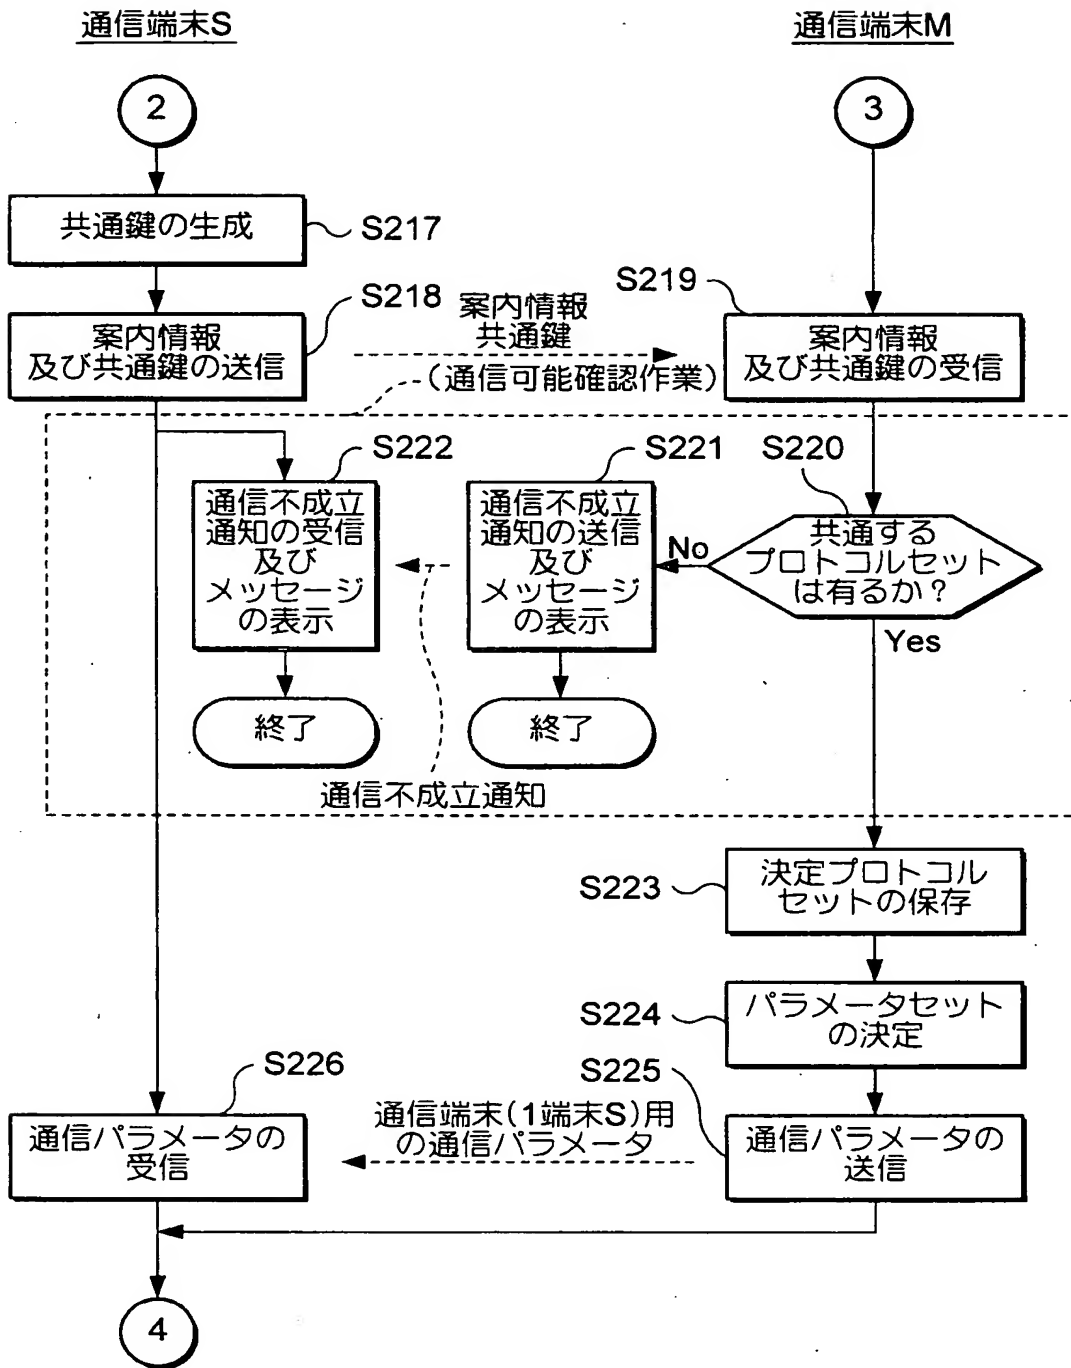 通信端末S
通信端末M
2
3
共通鍵の生成
S217
S218
案内情報
及び共通鍵の送信
案内情報
共通鍵
(通信可能確認作業)
S219
案内情報
及び共通鍵の受信
S222
通信不成立
通知の受信
及び
メッセージ
の表示
終了
S221
通信不成立
通知の送信
及び
メッセージ
の表示
終了
No
S220
共通する
プロトコルセット
は有るか?
Yes
通信不成立通知
S223
決定プロトコル
セットの保存
S224
パラメータセット
の決定
S226
通信パラメータの
受信
通信端末(1端末S)用
の通信パラメータ
S225
通信パラメータの
送信
4